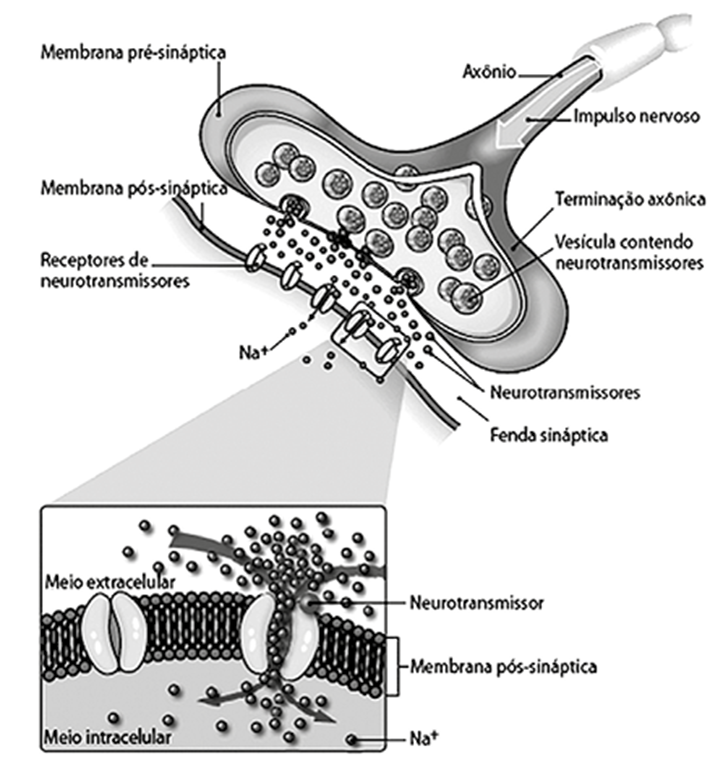 Membrana pré-sináptica
Axônio
Impulso nervoso
Membrana pós-sináptica
Terminação axônica
Vesícula contendo
neurotransmissores
Receptores de
neurotransmissores
Na+
Neurotransmissores
Fenda sináptica
Meio extracelular
Neurotransmissor
Membrana pós-sináptica
Meio intracelular
Na+